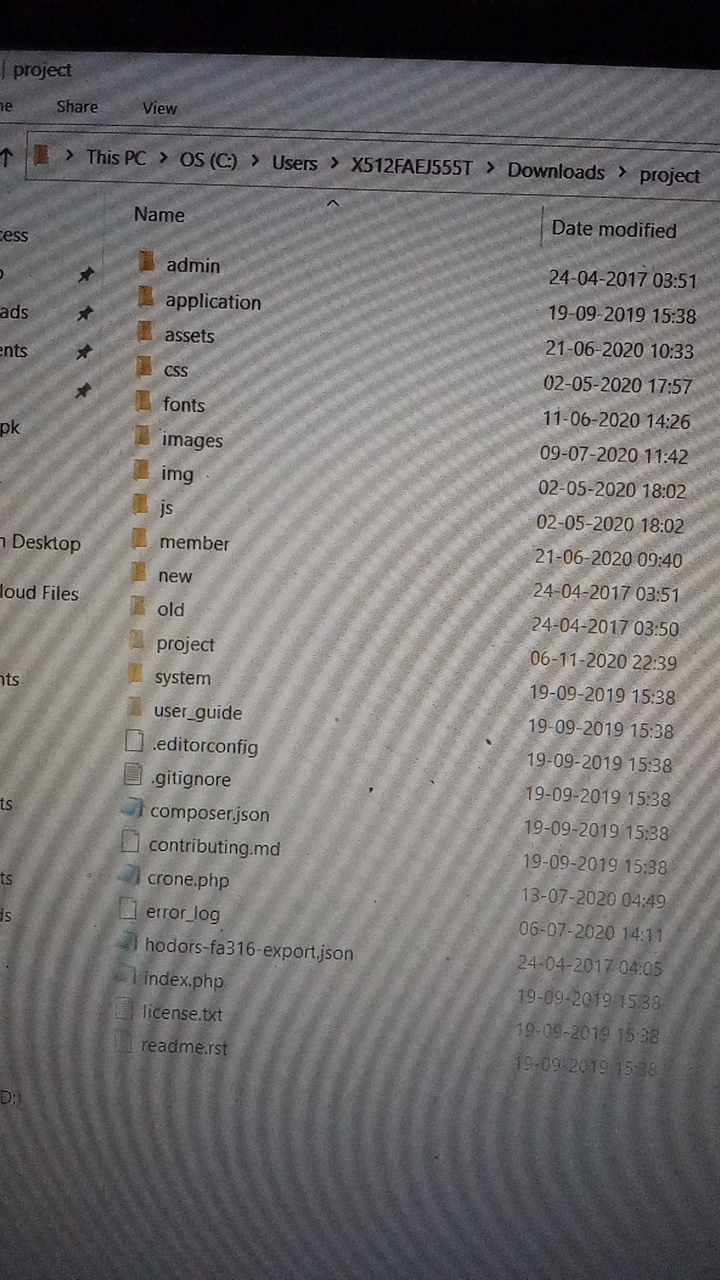 project
Share View
This PC > OS (C:) > Users > X512FAEJ555T > Downloads > project
Name Date modified
admin 24-04-2017 03:51
application 19-09-2019 15:38
assets 21-06-2020 10:33
css 02-05-2020 17:57
fonts 11-06-2020 14:26
images 09-07-2020 11:42
img 02-05-2020 18:02
js 02-05-2020 18:02
member 21-06-2020 09:40
new 24-04-2017 03:51
old 24-04-2017 03:50
project 06-11-2020 22:39
system 19-09-2019 15:38
user_guide 19-09-2019 15:38
.editorconfig 19-09-2019 15:38
.gitignore 19-09-2019 15:38
composer.json 19-09-2019 15:38
contributing.md 19-09-2019 15:38
crone.php 13-07-2020 04:49
error_log 06-07-2020 14:11
hodors-fa316-export.json 24-04-2017 04:05
index.php 19-09-2019 15:38
license.txt 19-09-2019 15:38
readme.rst 19-09-2019 15:38
Desktop
loud Files
D:)